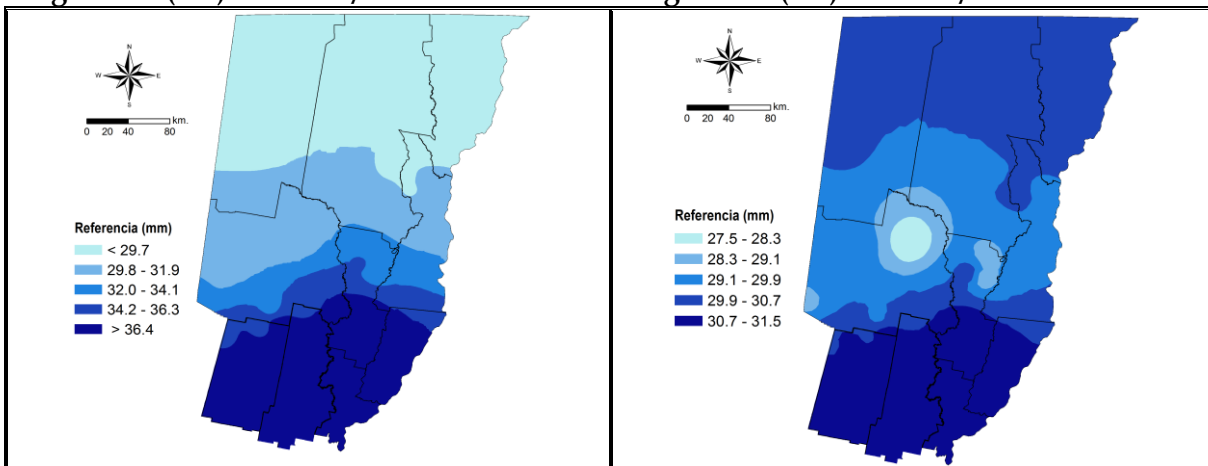 N
W E
S
km.
0 20 40 80
Referencia (mm)
< 29.7
29.8 - 31.9
32.0 - 34.1
34.2 - 36.3
> 36.4
N
W E
S
km.
0 20 40 80
Referencia (mm)
27.5 - 28.3
28.3 - 29.1
29.1 - 29.9
29.9 - 30.7
30.7 - 31.5